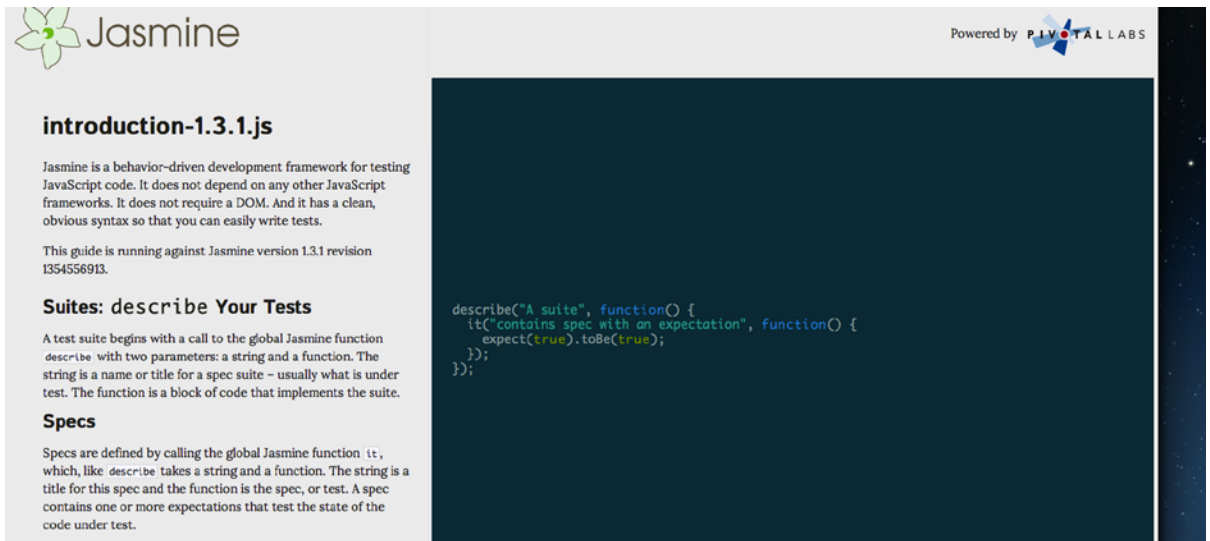 Jasmine
Powered by PIVOTAL LABS
introduction-1.3.1.js
Jasmine is a behavior-driven development framework for testing
JavaScript code. It does not depend on any other JavaScript
frameworks. It does not require a DOM. And it has a clean,
obvious syntax so that you can easily write tests.
This guide is running against Jasmine version 1.3.1 revision
1354556913.
Suites: describe Your Tests
A test suite begins with a call to the global Jasmine function
describe with two parameters: a string and a function. The
string is a name or title for a spec suite – usually what is under
test. The function is a block of code that implements the suite.
Specs
Specs are defined by calling the global Jasmine function it,
which, like describe takes a string and a function. The string is a
title for this spec and the function is the spec, or test. A spec
contains one or more expectations that test the state of the
code under test.
describe("A suite", function() {
  it("contains spec with an expectation", function() {
    expect(true).toBe(true);
  });
});